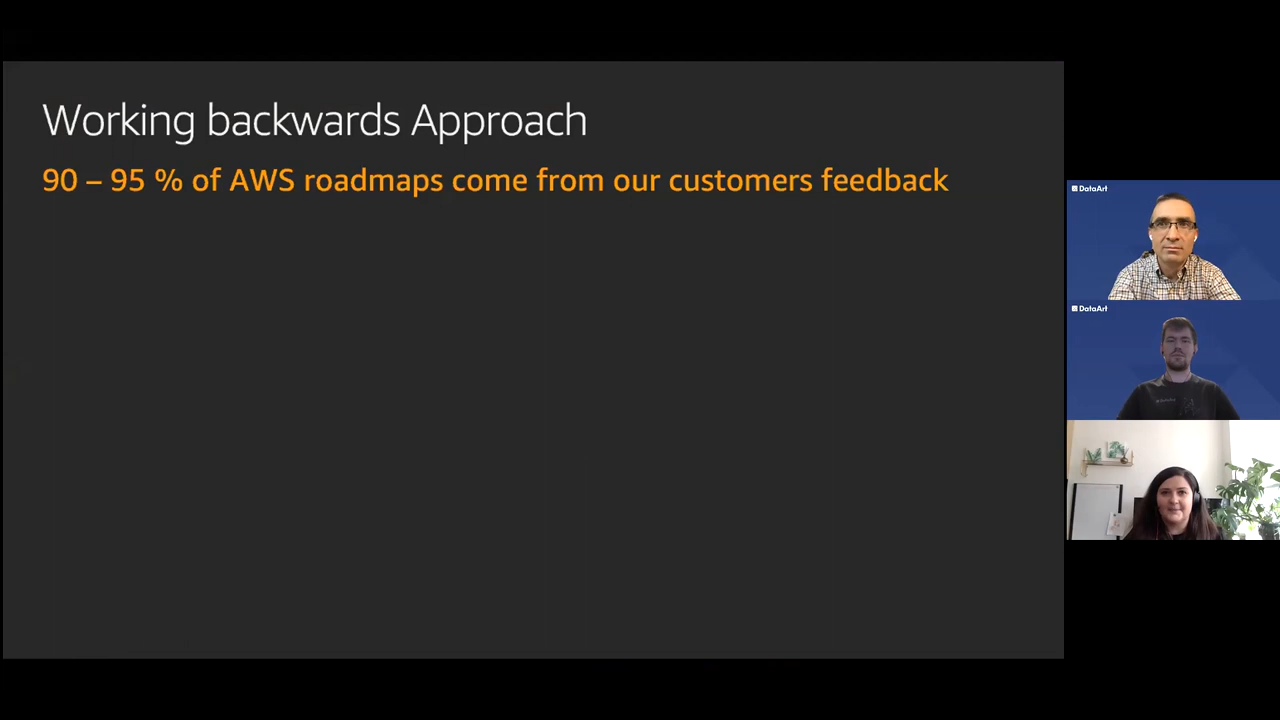 Working backwards Approach
90 – 95 % of AWS roadmaps come from our customers feedback
DataArt
DataArt